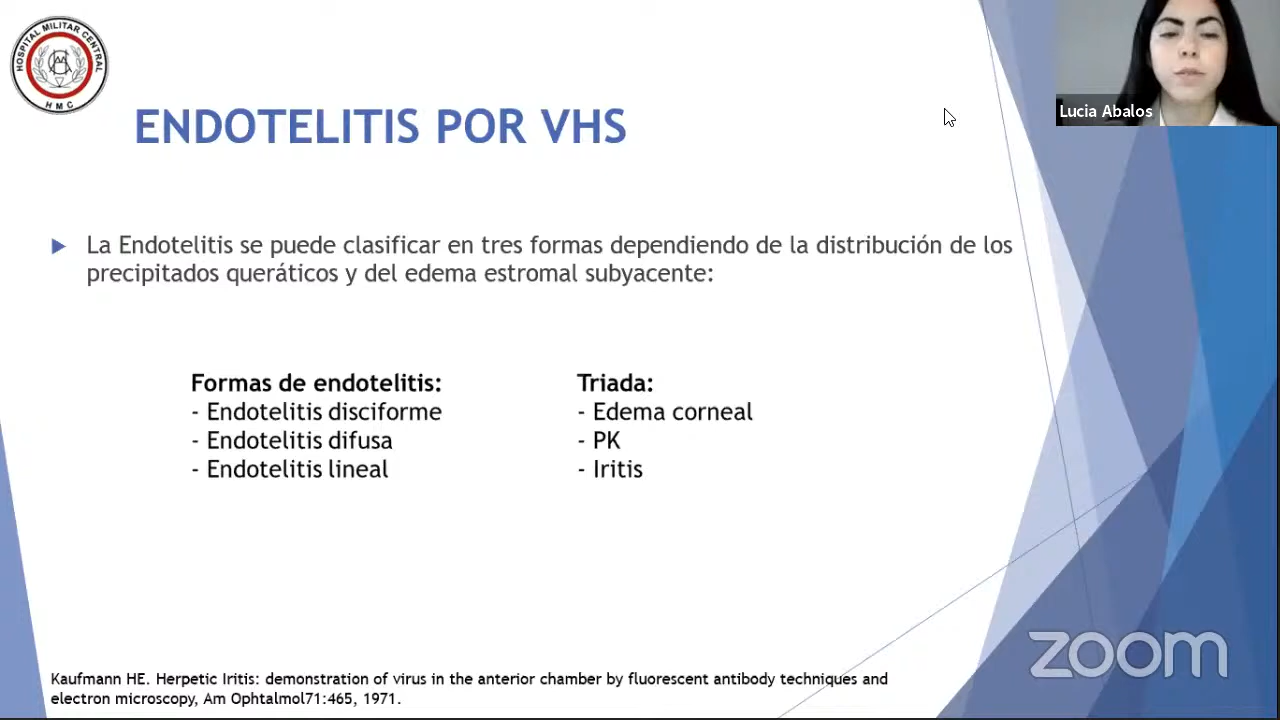 HOSPITAL MILITAR CENTRAL
HMC
Lucia Abalos
ENDOTELITIS POR VHS
La Endotelitis se puede clasificar en tres formas dependiendo de la distribución de los
precipitados queráticos y del edema estromal subyacente:
Formas de endotelitis:
- Endotelitis disciforme
- Endotelitis difusa
- Endotelitis lineal
Triada:
- Edema corneal
- PK
- Iritis
Kaufmann HE. Herpetic Iritis: demonstration of virus in the anterior chamber by fluorescent antibody techniques and
electron microscopy, Am Ophtalmol71:465, 1971.
zoom